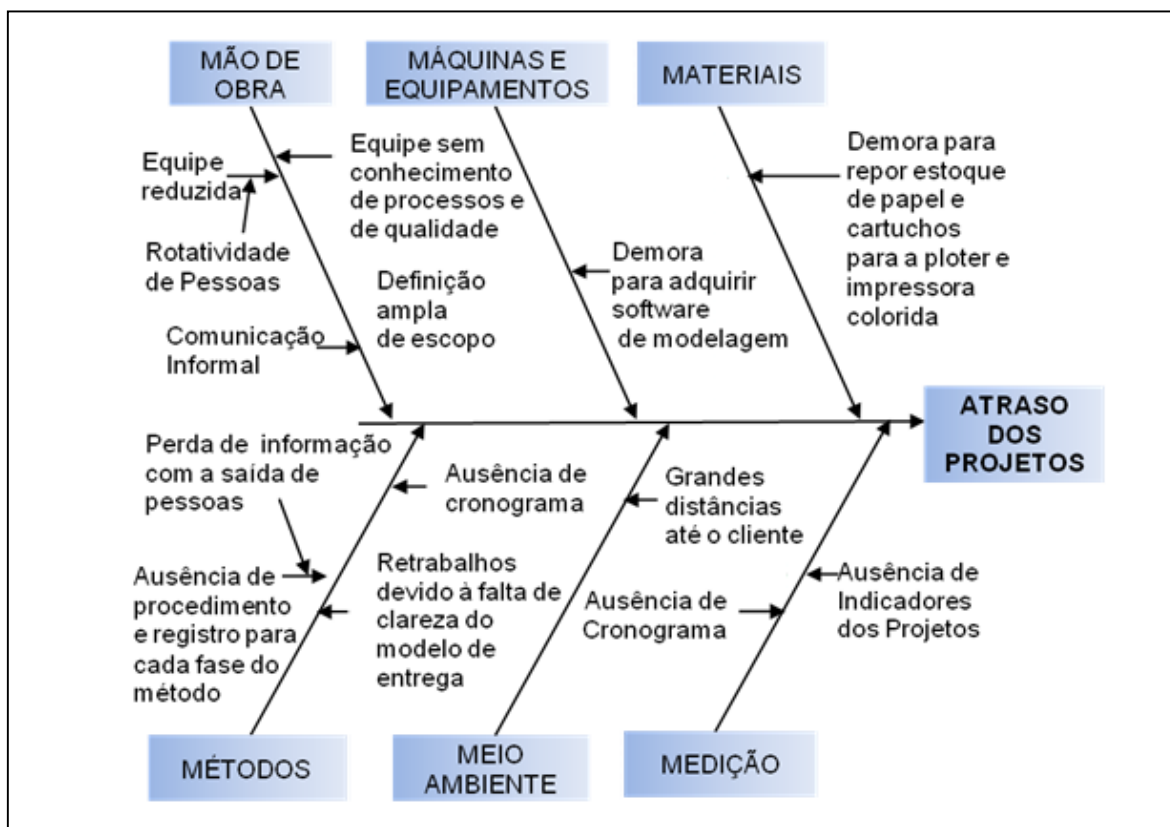 MÃO DE
OBRA
MÁQUINAS E
EQUIPAMENTOS
MATERIAIS
Equipe
reduzida
Rotatividade
de Pessoas
Comunicação
Informal
Equipe sem
conhecimento
de processos e
de qualidade
Definição
ampla
de escopo
Demora
para adquirir
software
de modelagem
Demora para
repor estoque
de papel e
cartuchos
para a ploter e
impressora
colorida
ATRASO
DOS
PROJETOS
Perda de informação
com a saída de
pessoas
Ausência de
procedimento
e registro para
cada fase do
método
Ausência de
cronograma
Retrabalhos
devido à falta de
clareza do
modelo de
entrega
Grandes
distâncias
até o cliente
Ausência de
Cronograma
Ausência de
Indicadores
dos Projetos
MÉTODOS
MEIO
AMBIENTE
MEDIÇÃO